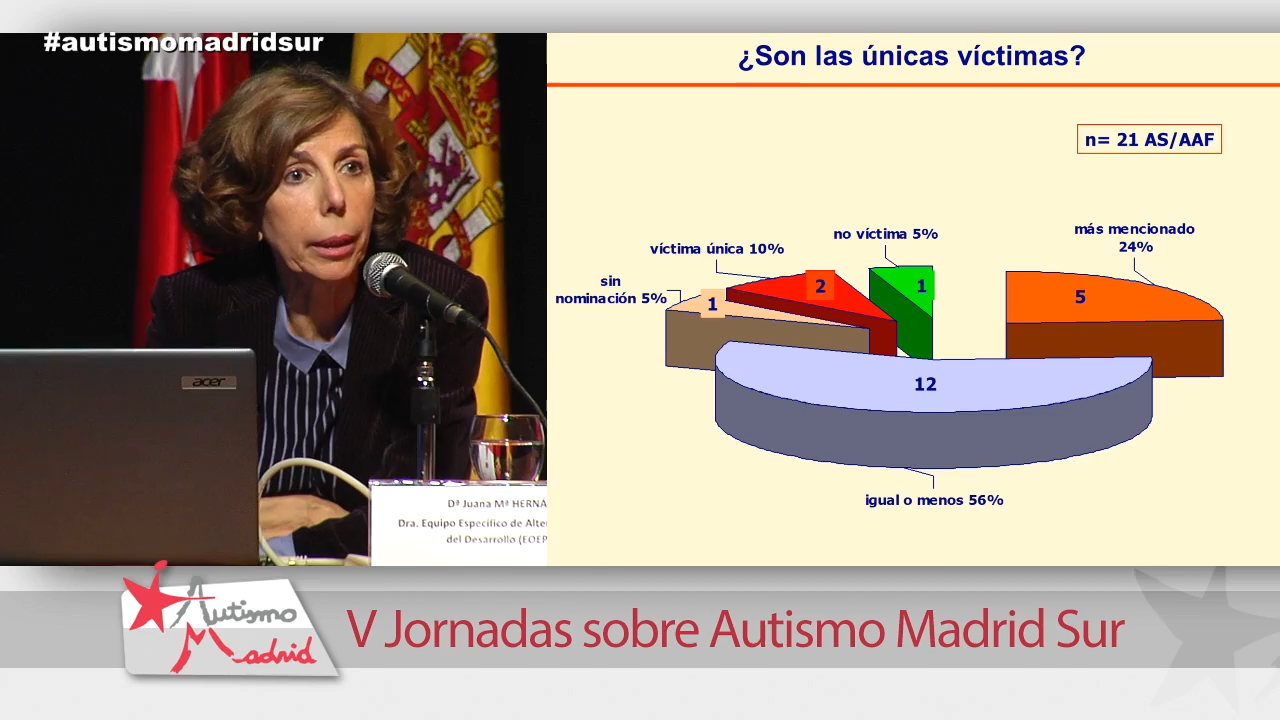 #autismomadridsur
¿Son las únicas víctimas?
n= 21 AS/AAF
no víctima 5%
más mencionado
24%
víctima única 10%
sin
nominación 5%
1
2
1
5
12
igual o menos 56%
acer
Dª Juana Mª HERNÁ
Dra. Equipo Específico de Alte
del Desarrollo (EOEP
Autismo
Madrid
V Jornadas sobre Autismo Madrid Sur